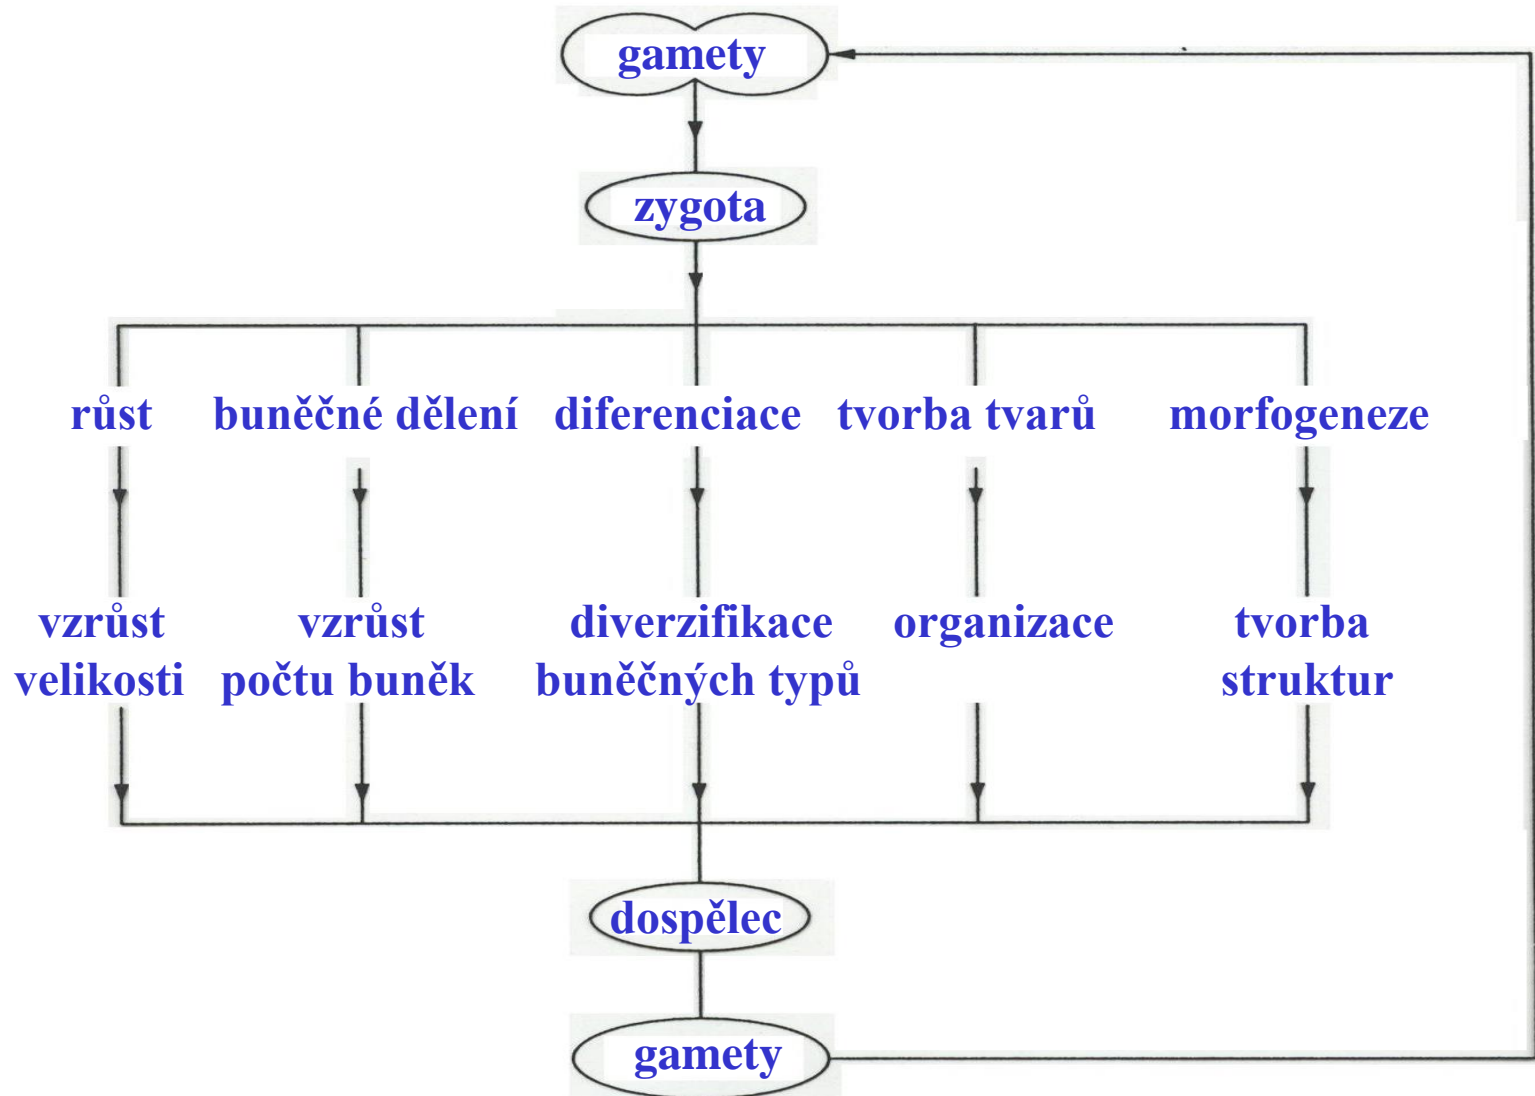 gamety
zygota
růst
buněčné dělení
diferenciace
tvorba tvarů
morfogeneze
vzrůst
velikosti
vzrůst
počtu buněk
diverzifikace
buněčných typů
organizace
tvorba
struktur
dospělec
gamety